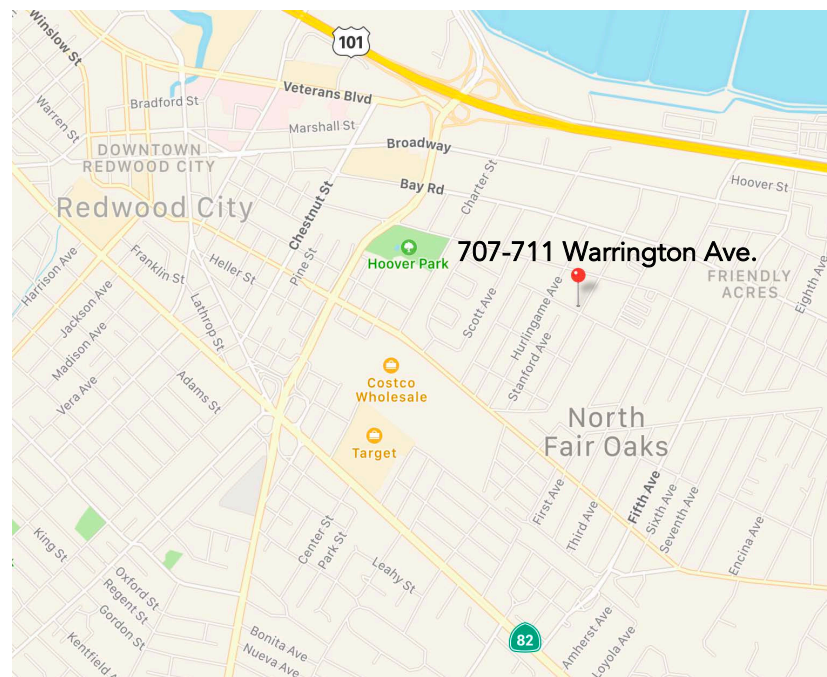 101
Winslow St
Veterans Blvd
Bradford St
Warren St
Marshall St
DOWNTOWN
REDWOOD CITY
Broadway
Charter St
Hoover St
Bay Rd
Redwood City
Chestnut St
Harrison Ave
Franklin St
Heller St
Pine St
Hoover Park
707-711 Warrington Ave.
FRIENDLY
ACRES
Eighth Ave
Jackson Ave
Madison Ave
Vera Ave
Lathrop St
Scott Ave
Hurlingame Ave
Stanford Ave
Adams St
Costco
Wholesale
Target
North
Fair Oaks
First Ave
Third Ave
Fifth Ave
Sixth Ave
Seventh Ave
Encina Ave
King St
Center St
Park St
Leahy St
Oxford St
Regent St
Gordon St
Kentfield A
Bonita Ave
Nueva Ave
82
Amherst Ave
Loyola Ave